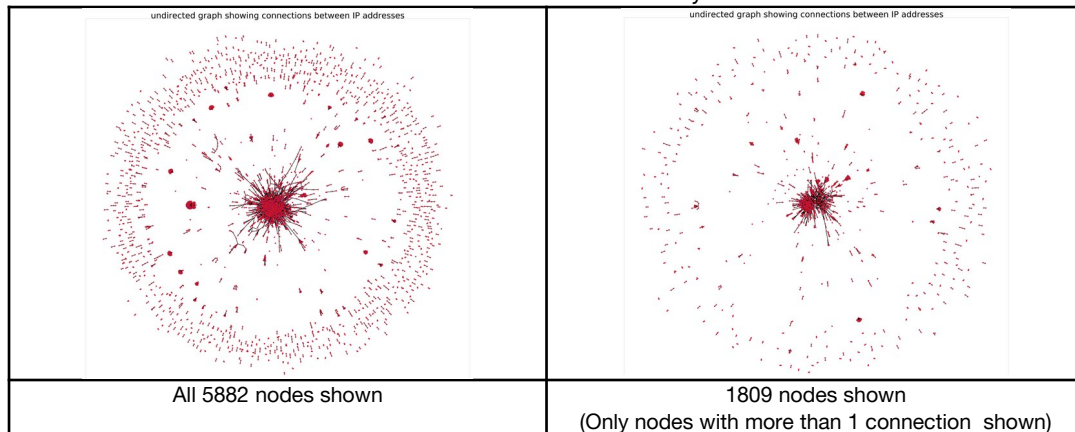 undirected graph showing connections between IP addresses
undirected graph showing connections between IP addresses
All 5882 nodes shown
1809 nodes shown
(Only nodes with more than 1 connection shown)